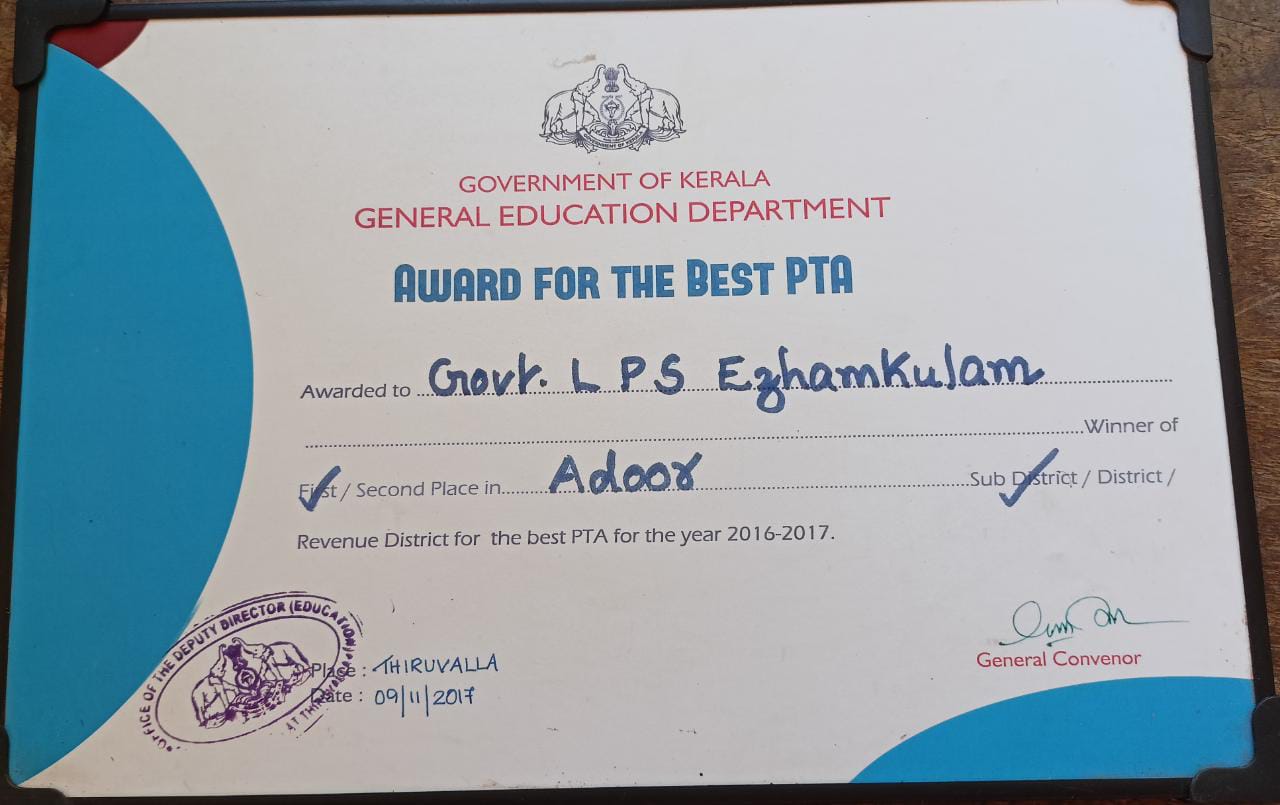 GOVERNMENT OF KERALA
GENERAL EDUCATION DEPARTMENT
AWARD FOR THE BEST PTA
Awarded to Govt. L P S Ezhamkulam
Winner of
First / Second Place in Adoor Sub District / District /
Revenue District for the best PTA for the year 2016-2017.
OFFICE OF THE DEPUTY DIRECTOR (EDUCATION)
Place : THIRUVALLA
Date : 09/11/2017
General Convenor